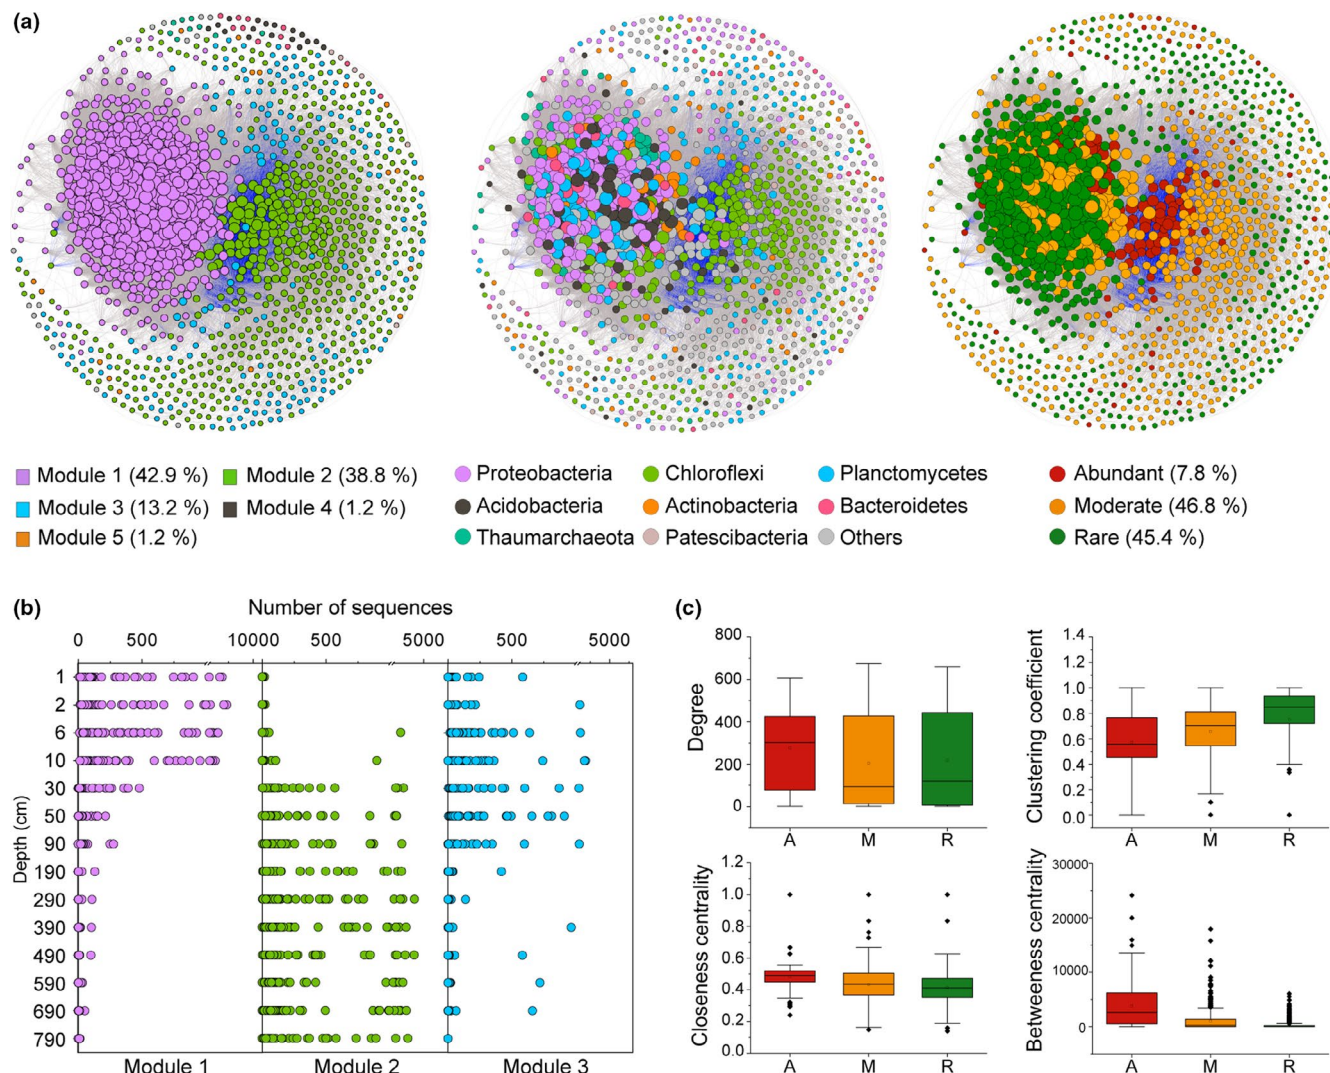 (a)
Module 1 (42.9 %) Module 2 (38.8 %)
Module 3 (13.2 %) Module 4 (1.2 %)
Module 5 (1.2 %)
Proteobacteria Chloroflexi Planctomycetes
Acidobacteria Actinobacteria Bacteroidetes
Thaumarchaeota Patescibacteria Others
Abundant (7.8 %)
Moderate (46.8 %)
Rare (45.4 %)
(b)
Number of sequences
0 500 10000 500 5000 500 5000
Depth (cm)
1
2
6
10
30
50
90
190
290
390
490
590
690
790
Module 1 Module 2 Module 3
(c)
Degree
800
600
400
200
0
A M R
Clustering coefficient
1.4
1.2
1.0
0.8
0.6
0.4
0.2
0.0
A M R
Closeness centrality
1.2
1.0
0.8
0.6
0.4
0.2
0.0
A M R
Betweeness centrality
30000
20000
10000
0
A M R